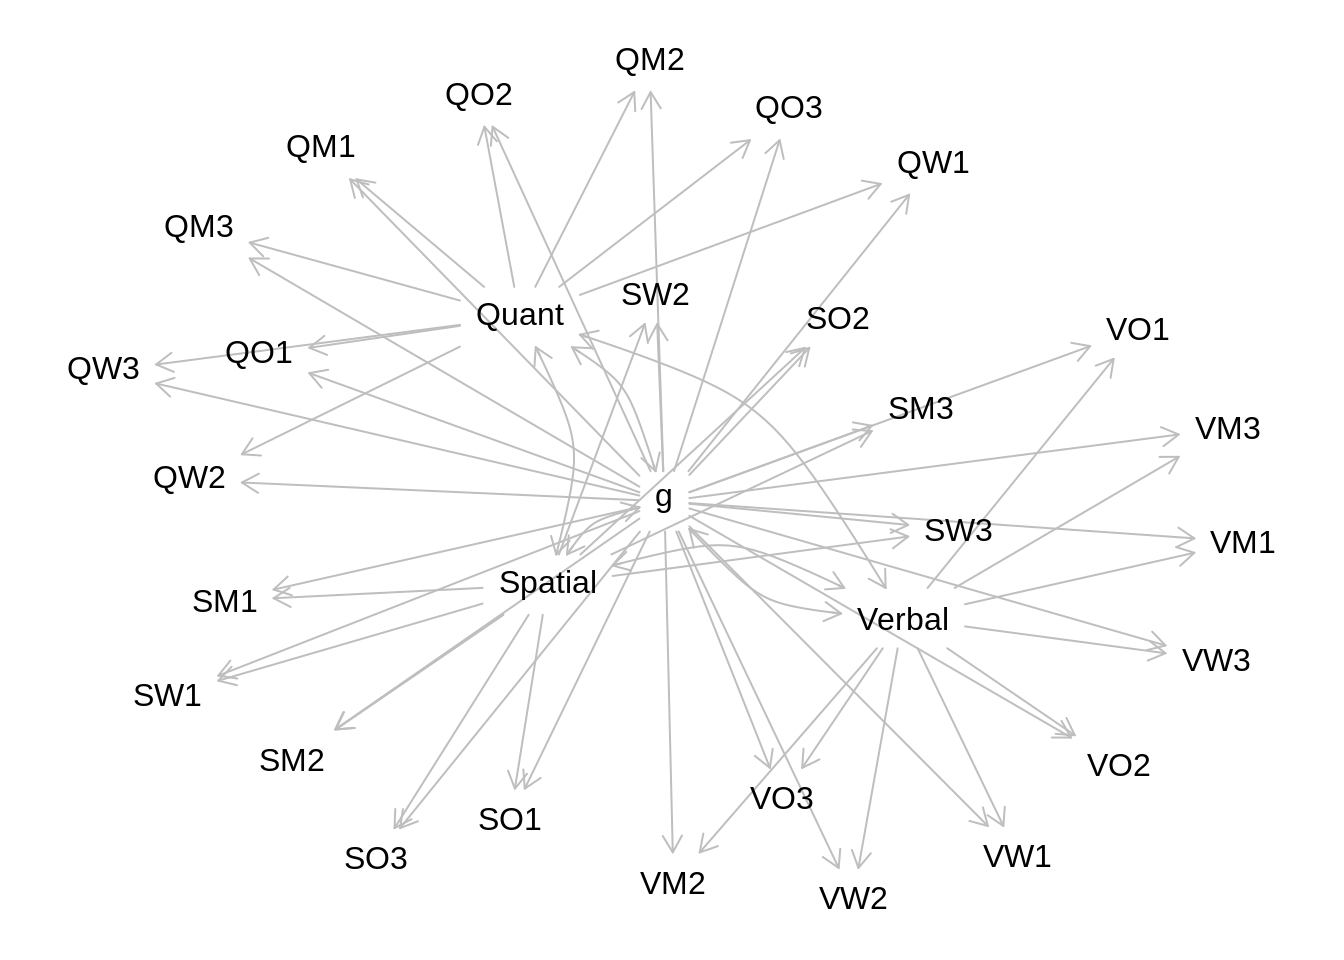 QM2
QO2
QO3
QM1
QW1
QM3
SW2
Quant
SO2
VO1
QO1
QW3
SM3
VM3
QW2
g
SW3
VM1
Spatial
SM1
Verbal
VW3
SW1
SM2
VO2
VO3
SO1
SO3
VW1
VM2
VW2